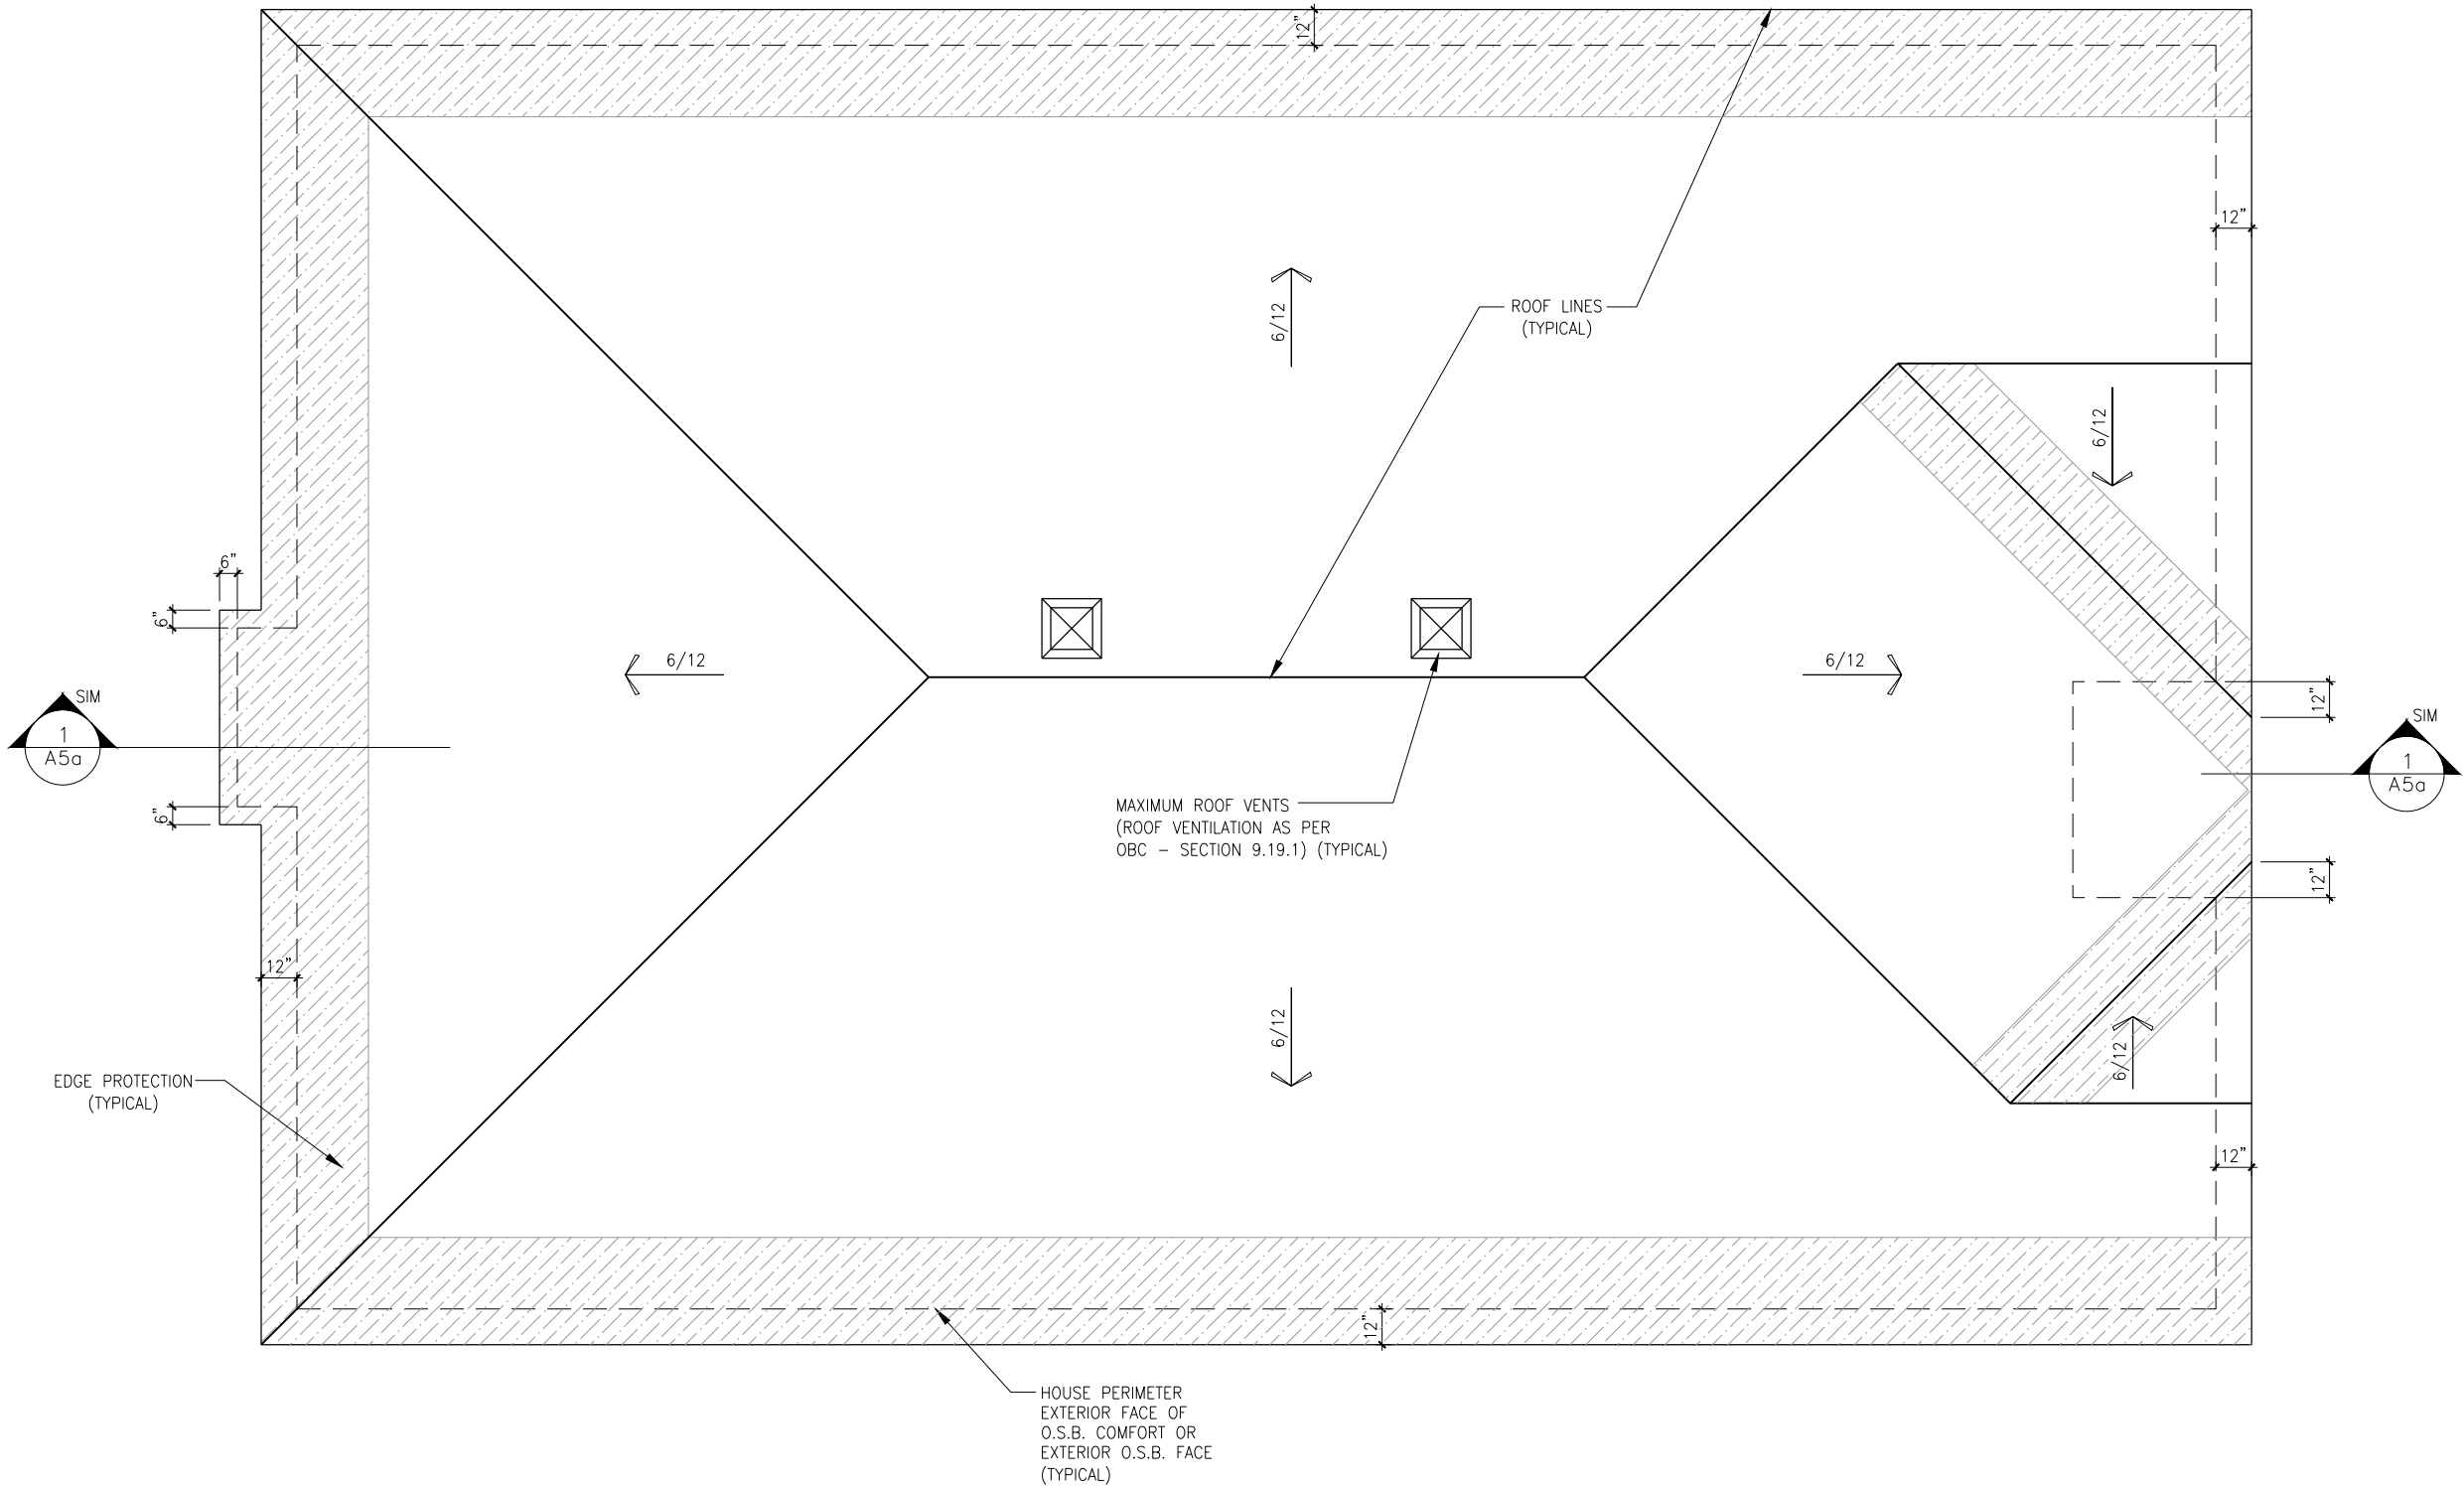 12"
12"
ROOF LINES
(TYPICAL)
6/12
6/12
6"
6"
6/12
6/12
SIM
1
A5a
12"
SIM
1
A5a
6"
MAXIMUM ROOF VENTS
(ROOF VENTILATION AS PER
OBC – SECTION 9.19.1) (TYPICAL)
12"
12"
6/12
6/12
EDGE PROTECTION
(TYPICAL)
12"
12"
HOUSE PERIMETER
EXTERIOR FACE OF
O.S.B. COMFORT OR
EXTERIOR O.S.B. FACE
(TYPICAL)